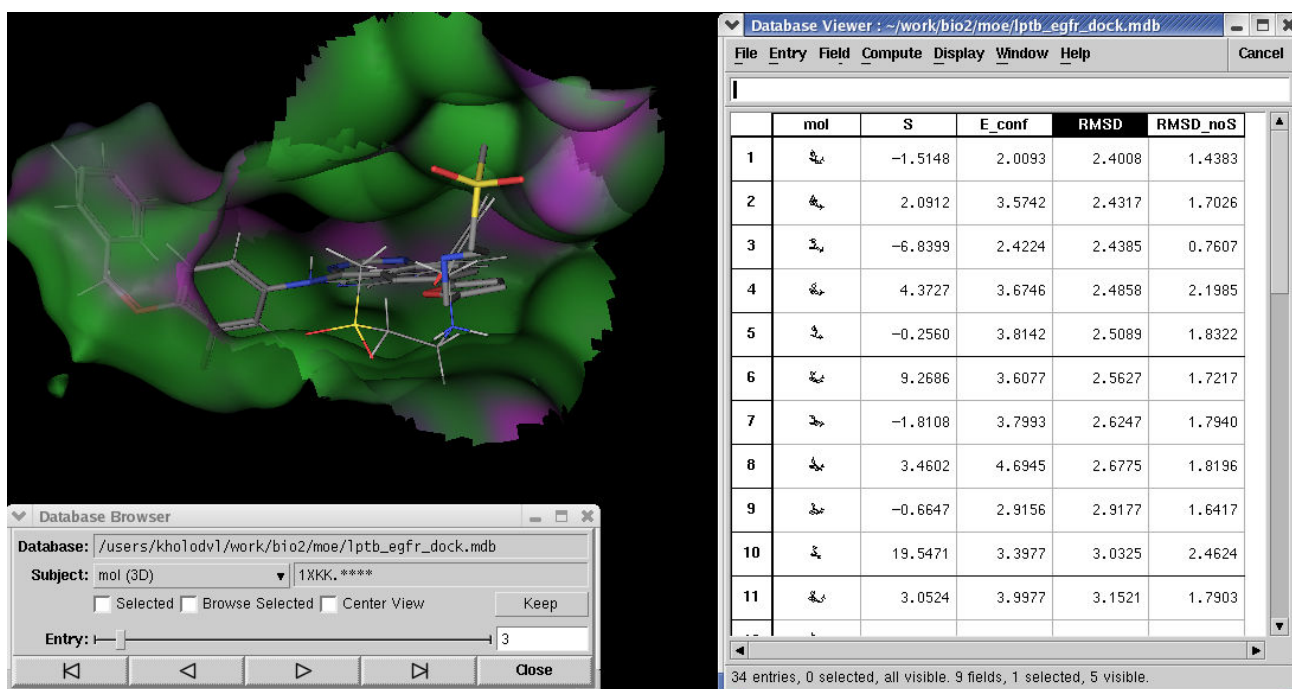 Database Viewer : ~/work/bio2/moe/lptb_egfr_dock.mdb
File Entry Field Compute Display Window Help Cancel
mol S E_conf RMSD RMSD_noS
1 −1.5148 2.0093 2.4008 1.4383
2 2.0912 3.5742 2.4317 1.7026
3 −6.8399 2.4224 2.4385 0.7607
4 4.3727 3.6746 2.4858 2.1985
5 −0.2560 3.8142 2.5089 1.8322
6 9.2686 3.6077 2.5627 1.7217
7 −1.8108 3.7993 2.6247 1.7940
8 3.4602 4.6945 2.6775 1.8196
9 −0.6647 2.9156 2.9177 1.6417
10 19.5471 3.3977 3.0325 2.4624
11 3.0524 3.9977 3.1521 1.7903
34 entries, 0 selected, all visible. 9 fields, 1 selected, 5 visible.
Database Browser
Database: /users/kholodvl/work/bio2/moe/lptb_egfr_dock.mdb
Subject: mol (3D) 1XKK.****
Selected Browse Selected Center View Keep
Entry: 3
Close